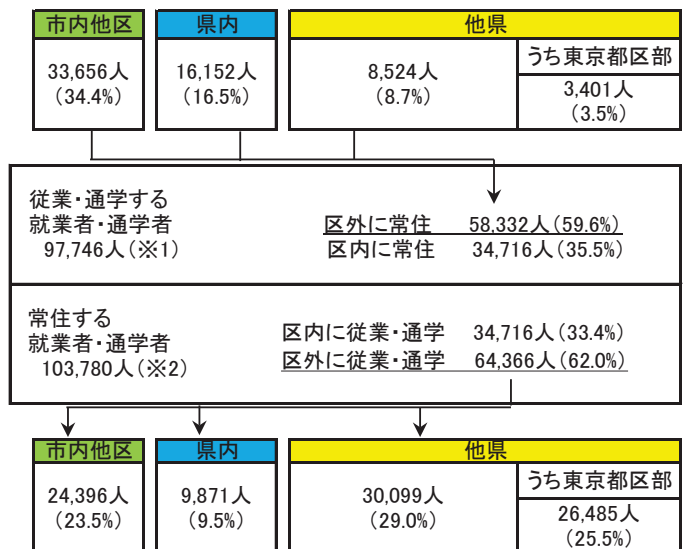 市内他区
県内
他県
33,656人
(34.4%)
16,152人
(16.5%)
8,524人
(8.7%)
うち東京都区部
3,401人
(3.5%)
従業・通学する
就業者・通学者
97,746人(※1)
区外に常住 58,332人(59.6%)
区内に常住 34,716人(35.5%)
常住する
就業者・通学者
103,780人(※2)
区内に従業・通学 34,716人(33.4%)
区外に従業・通学 64,366人(62.0%)
市内他区
県内
他県
24,396人
(23.5%)
9,871人
(9.5%)
30,099人
(29.0%)
うち東京都区部
26,485人
(25.5%)